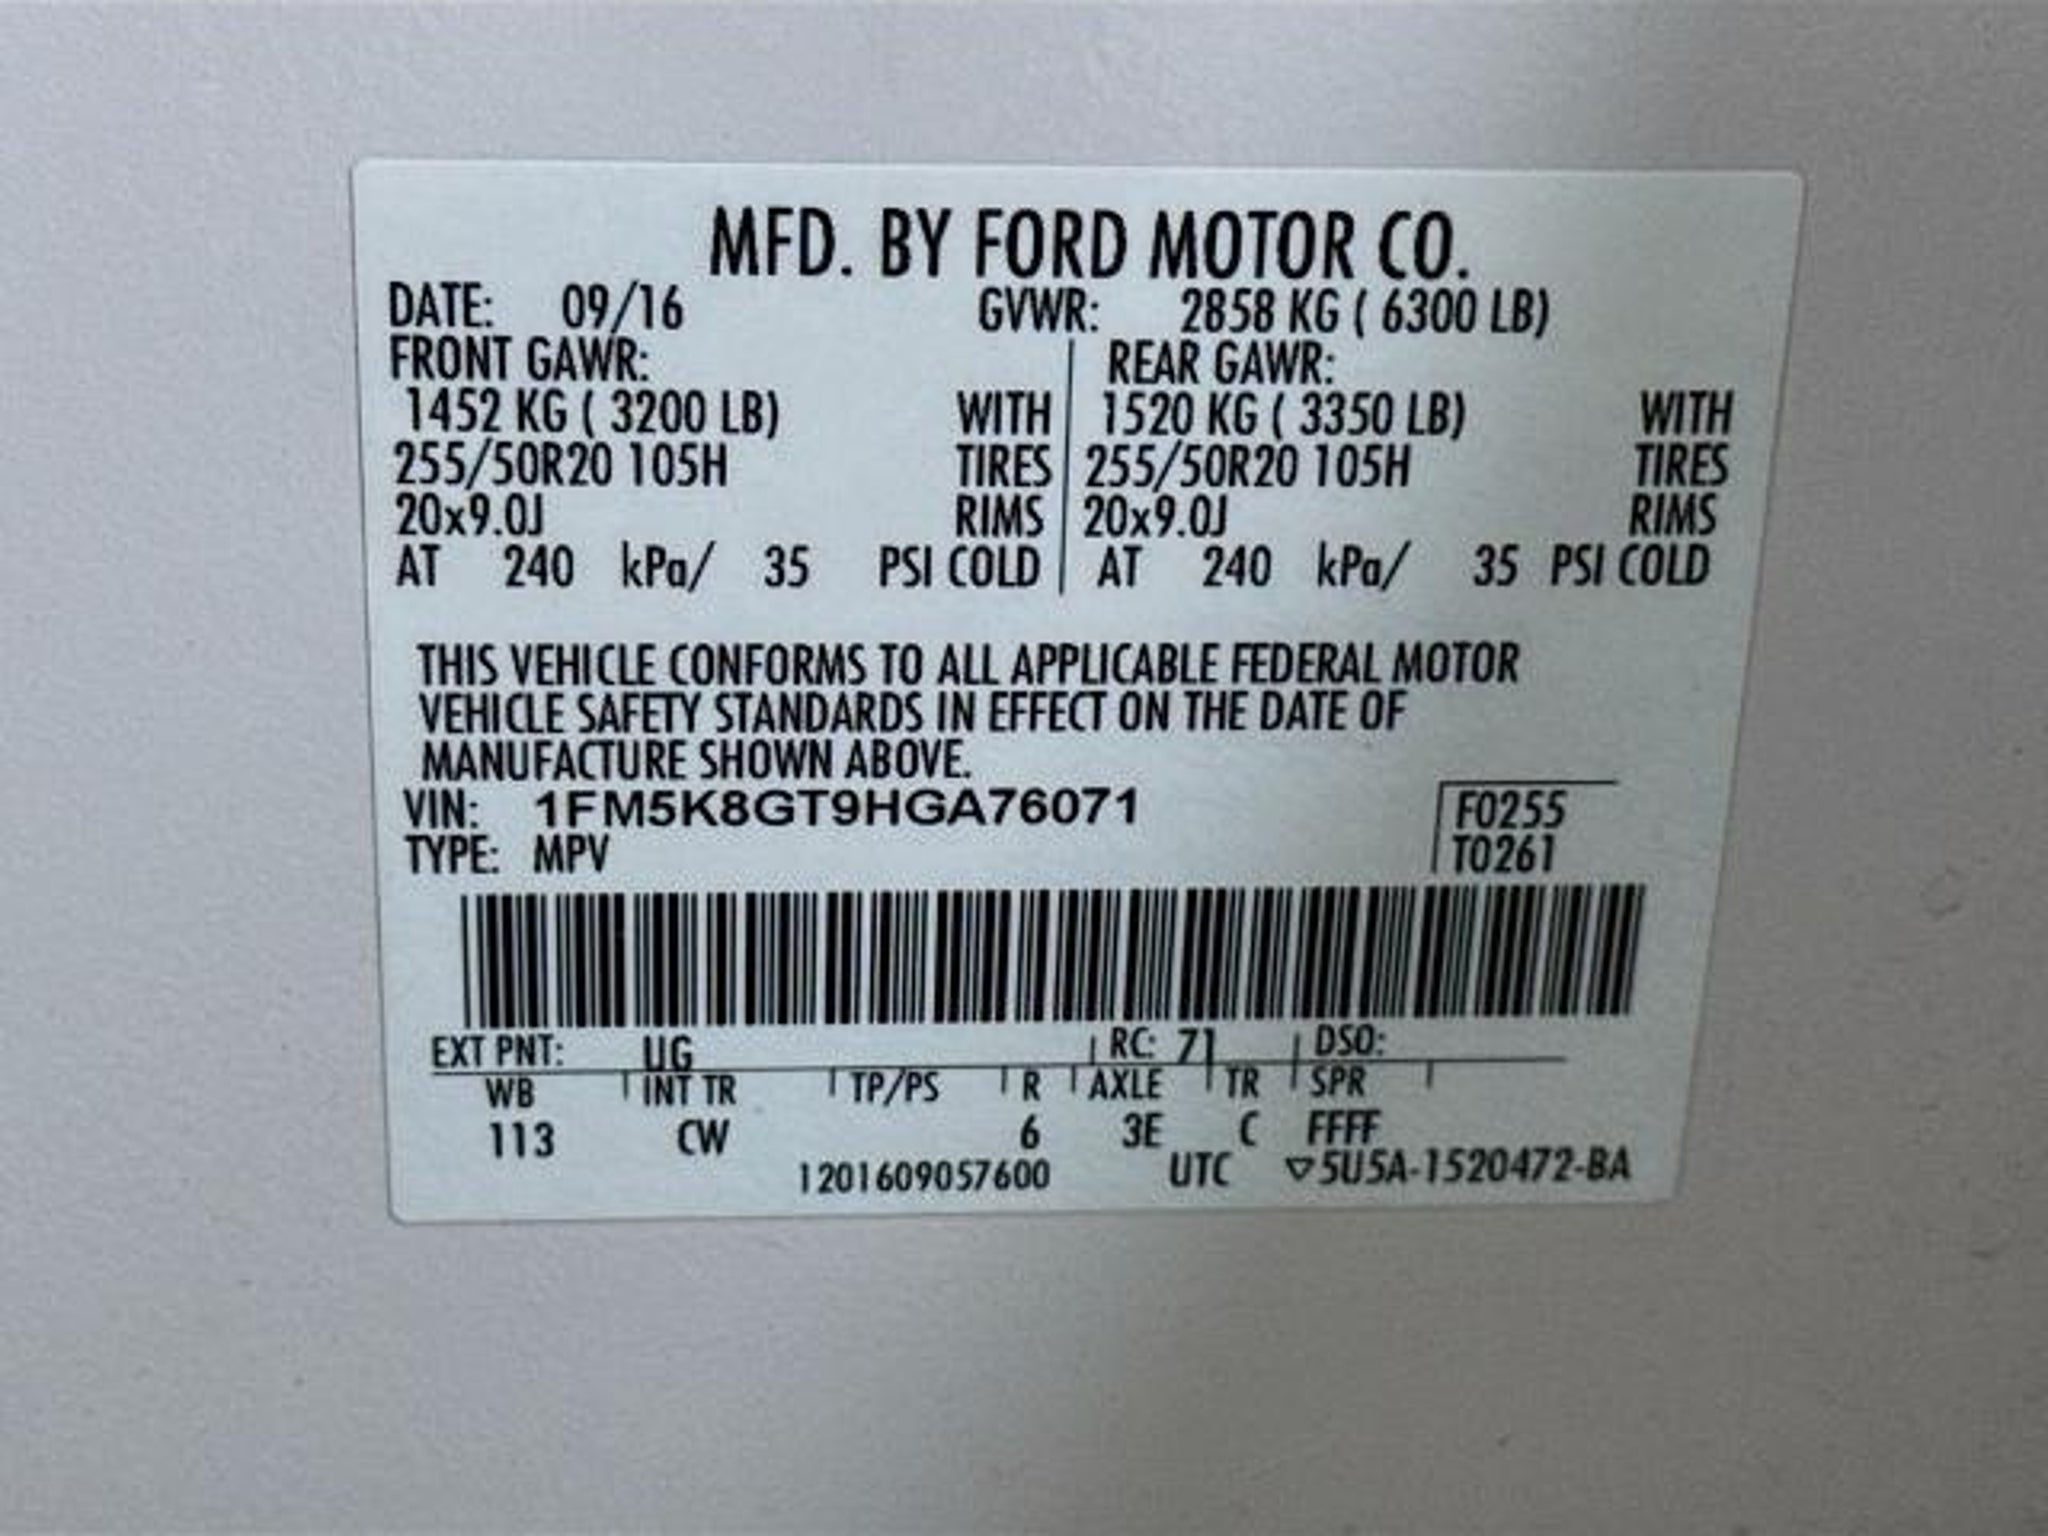 MFD. BY FORD MOTOR CO.
DATE: 09/16 GVWR: 2858 KG ( 6300 LB)
FRONT GAWR: REAR GAWR:
1452 KG ( 3200 LB) WITH 1520 KG ( 3350 LB) WITH
255/50R20 105H TIRES 255/50R20 105H TIRES
20x9.0J RIMS 20x9.0J RIMS
AT 240 kPa/ 35 PSI COLD AT 240 kPa/ 35 PSI COLD
THIS VEHICLE CONFORMS TO ALL APPLICABLE FEDERAL MOTOR
VEHICLE SAFETY STANDARDS IN EFFECT ON THE DATE OF
MANUFACTURE SHOWN ABOVE.
VIN: 1FM5K8GT9HGA76071 F0255
TYPE: MPV T0261
EXT PNT: UG RC: 71 DSO:
WB INT TR TP/PS R AXLE TR SPR
113 CW 6 3E C FFFF
1201609057600 UTC ▽5U5A-1520472-BA